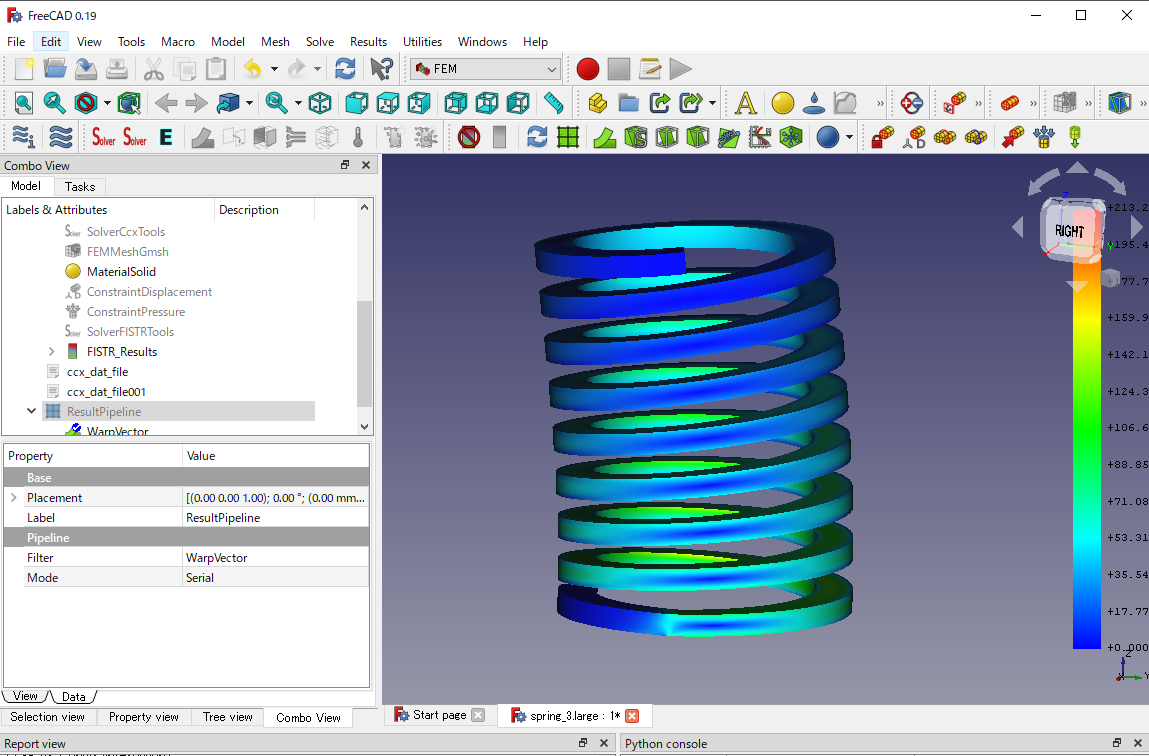 FreeCAD 0.19
File Edit View Tools Macro Model Mesh Solve Results Utilities Windows Help
FEM
Solver Solver E
Combo View
Model Tasks
Labels & Attributes Description
SolverCcxTools
FEMMeshGmsh
MaterialSolid
ConstraintDisplacement
ConstraintPressure
SolverFISTRTools
FISTR_Results
ccx_dat_file
ccx_dat_file001
ResultPipeline
WarpVector
Property Value
Base
Placement [(0.00 0.00 1.00); 0.00 °; (0.00 mm...
Label ResultPipeline
Pipeline
Filter WarpVector
Mode Serial
View Data
Selection view Property view Tree view Combo View
RIGHT
Z
Y
+213.2
+195.4
+177.7
+159.9
+142.1
+124.3
+106.6
+88.85
+71.08
+53.31
+35.54
+17.77
+0.000
Z
Y
Start page
spring_3.large : 1*
Report view
Python console